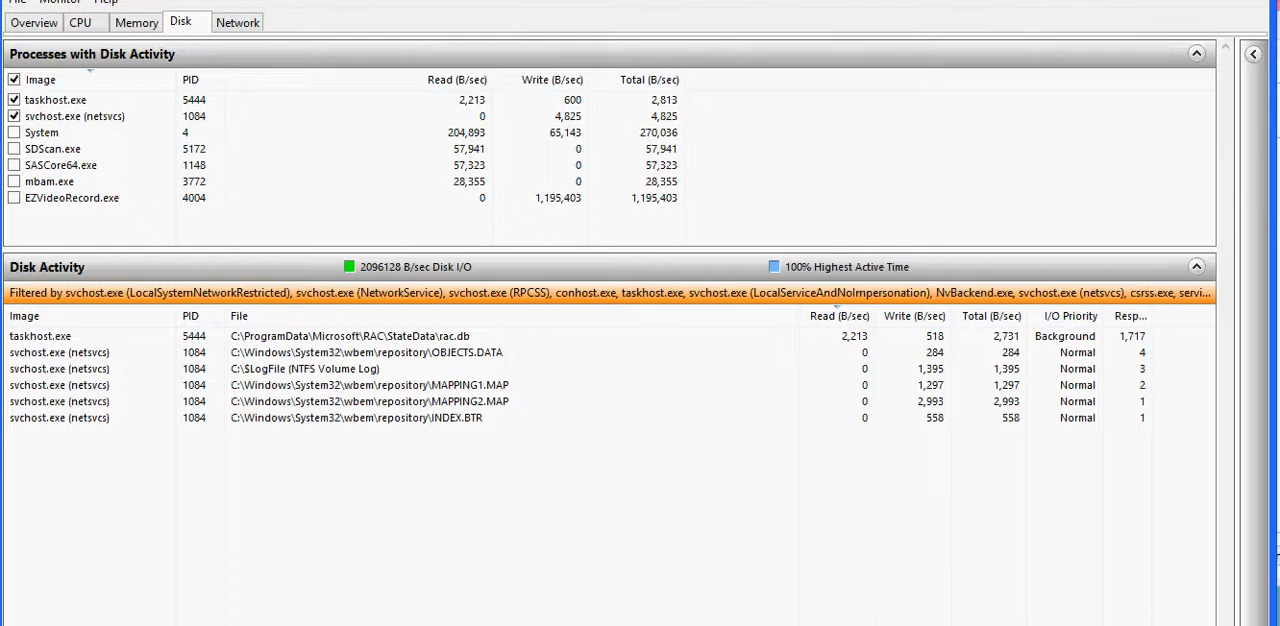 File Monitor Help
Overview CPU Memory Disk Network
Processes with Disk Activity
Image PID Read (B/sec) Write (B/sec) Total (B/sec)
taskhost.exe 5444 2,213 600 2,813
svchost.exe (netsvcs) 1084 0 4,825 4,825
System 4 204,893 65,143 270,036
SDScan.exe 5172 57,941 0 57,941
SASCore64.exe 1148 57,323 0 57,323
mbam.exe 3772 28,355 0 28,355
EZVideoRecord.exe 4004 0 1,195,403 1,195,403
Disk Activity 2096128 B/sec Disk I/O 100% Highest Active Time
Filtered by svchost.exe (LocalSystemNetworkRestricted), svchost.exe (NetworkService), svchost.exe (RPCSS), conhost.exe, taskhost.exe, svchost.exe (LocalServiceAndNoImpersonation), NvBackend.exe, svchost.exe (netsvcs), csrss.exe, servi...
Image PID File Read (B/sec) Write (B/sec) Total (B/sec) I/O Priority Resp...
taskhost.exe 5444 C:\ProgramData\Microsoft\RAC\StateData\rac.db 2,213 518 2,731 Background 1,717
svchost.exe (netsvcs) 1084 C:\Windows\System32\wbem\repository\OBJECTS.DATA 0 284 284 Normal 4
svchost.exe (netsvcs) 1084 C:\$LogFile (NTFS Volume Log) 0 1,395 1,395 Normal 3
svchost.exe (netsvcs) 1084 C:\Windows\System32\wbem\repository\MAPPING1.MAP 0 1,297 1,297 Normal 2
svchost.exe (netsvcs) 1084 C:\Windows\System32\wbem\repository\MAPPING2.MAP 0 2,993 2,993 Normal 1
svchost.exe (netsvcs) 1084 C:\Windows\System32\wbem\repository\INDEX.BTR 0 558 558 Normal 1